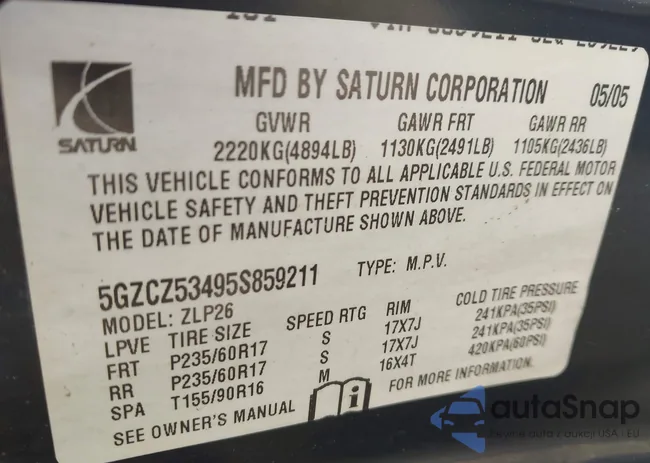 SATURN
MFD BY SATURN CORPORATION 05/05
GVWR GAWR FRT GAWR RR
2220KG(4894LB) 1130KG(2491LB) 1105KG(2436LB)
THIS VEHICLE CONFORMS TO ALL APPLICABLE U.S. FEDERAL MOTOR
VEHICLE SAFETY AND THEFT PREVENTION STANDARDS IN EFFECT ON
THE DATE OF MANUFACTURE SHOWN ABOVE.
5GZCZ53495S859211 TYPE: M.P.V.
MODEL: ZLP26
LPVE TIRE SIZE SPEED RTG RIM COLD TIRE PRESSURE
FRT P235/60R17 S 17X7J 241KPA(35PSI)
RR P235/60R17 S 17X7J 241KPA(35PSI)
SPA T155/90R16 M 16X4T 420KPA(60PSI)
SEE OWNER'S MANUAL FOR MORE INFORMATION.
autaSnap